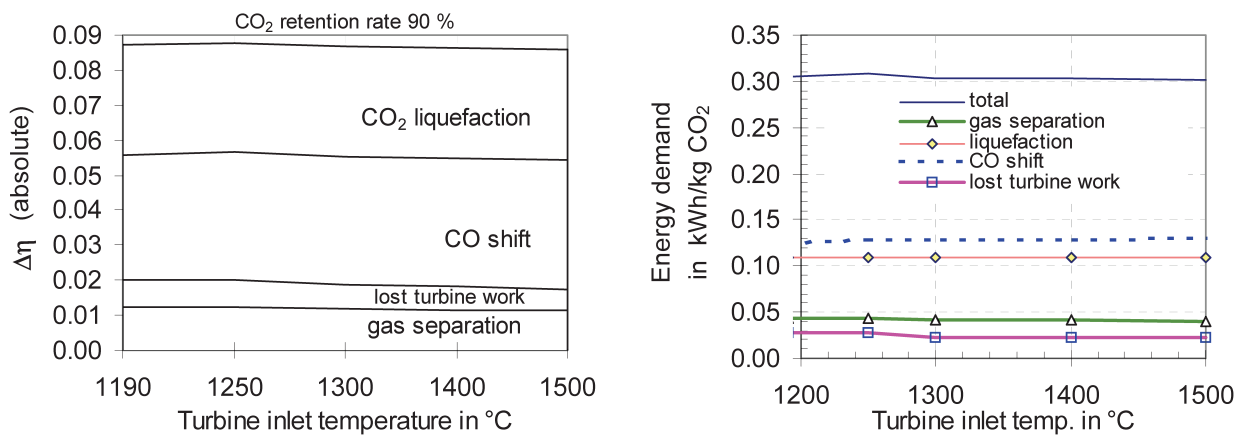 CO₂ retention rate 90 %
0.09
0.08
0.07
0.06
0.05
0.04
0.03
0.02
0.01
0.00
Δη (absolute)
CO₂ liquefaction
CO shift
lost turbine work
gas separation
1190 1250 1300 1400 1500
Turbine inlet temperature in °C
0.35
0.30
0.25
0.20
0.15
0.10
0.05
0.00
Energy demand
in kWh/kg CO₂
total
gas separation
liquefaction
CO shift
lost turbine work
1200 1300 1400 1500
Turbine inlet temp. in °C